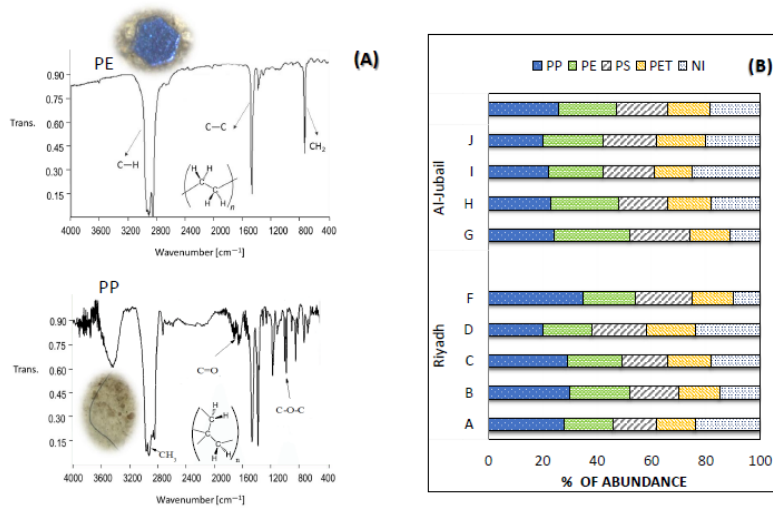 PE
(A)
0.90
0.75
0.60
0.45
0.30
0.15
Trans.
C—H
C—C
CH2
H H
C
C
H H
n
4000 3600 3200 2800 2400 2000 1600 1200 800 400
Wavenumber [cm−1]
PP
0.90
0.75
0.60
0.45
0.30
0.15
Trans.
C=O
C-O-C
CH3
H
C H
C
C
H H
n
4000 3600 3200 2800 2400 2000 1600 1200 800 400
Wavenumber [cm−1]
PP PE PS PET NI
(B)
Al-Jubail
J
I
H
G
Riyadh
F
D
C
B
A
0 20 40 60 80 100
% OF ABUNDANCE